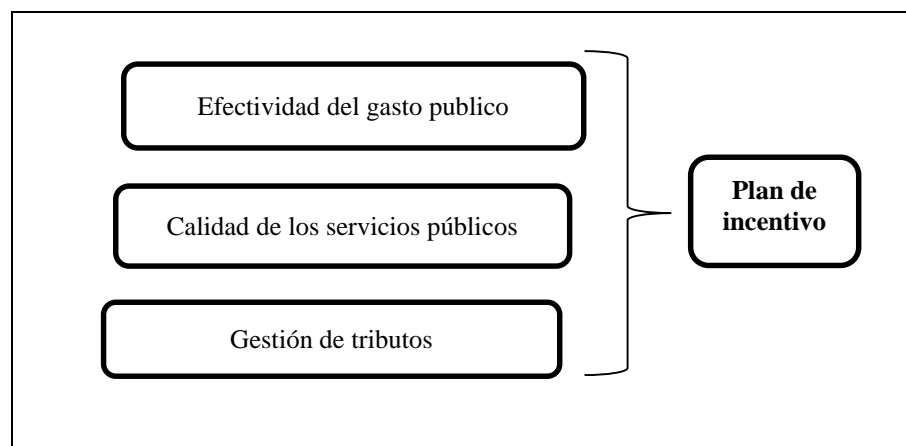 Efectividad del gasto publico
Calidad de los servicios públicos
Gestión de tributos
Plan de
incentivo